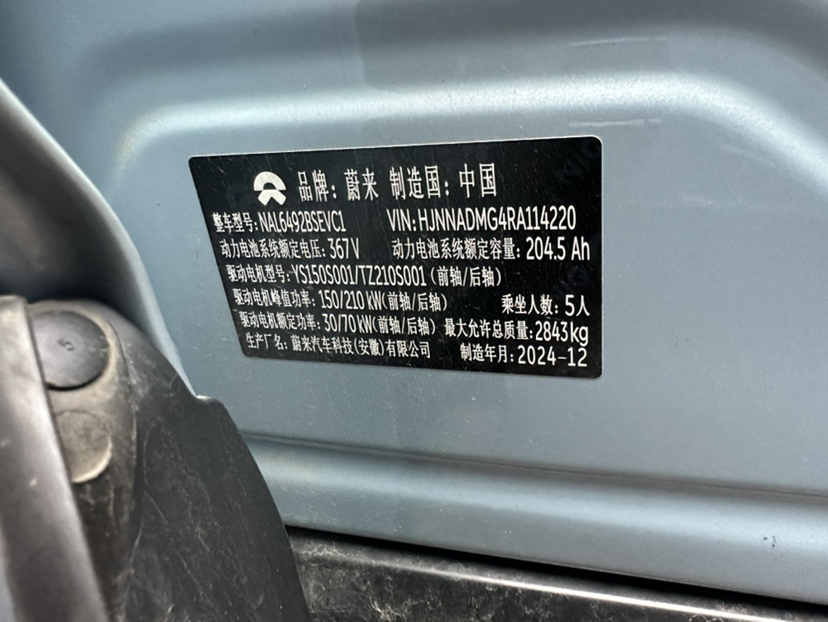 品牌：蔚来 制造国：中国
整车型号：NAL6492BSEVC1 VIN：HJNNADMG4RA114220
动力电池系统额定电压：367V 动力电池系统额定容量：204.5 Ah
驱动电机型号：YS150S001/TZ210S001（前轴/后轴）
驱动电机峰值功率：150/210 kW（前轴/后轴） 乘坐人数：5人
驱动电机额定功率：30/70 kW（前轴/后轴） 最大允许总质量：2843kg
生产厂名：蔚来汽车科技（安徽）有限公司 制造年月：2024-12